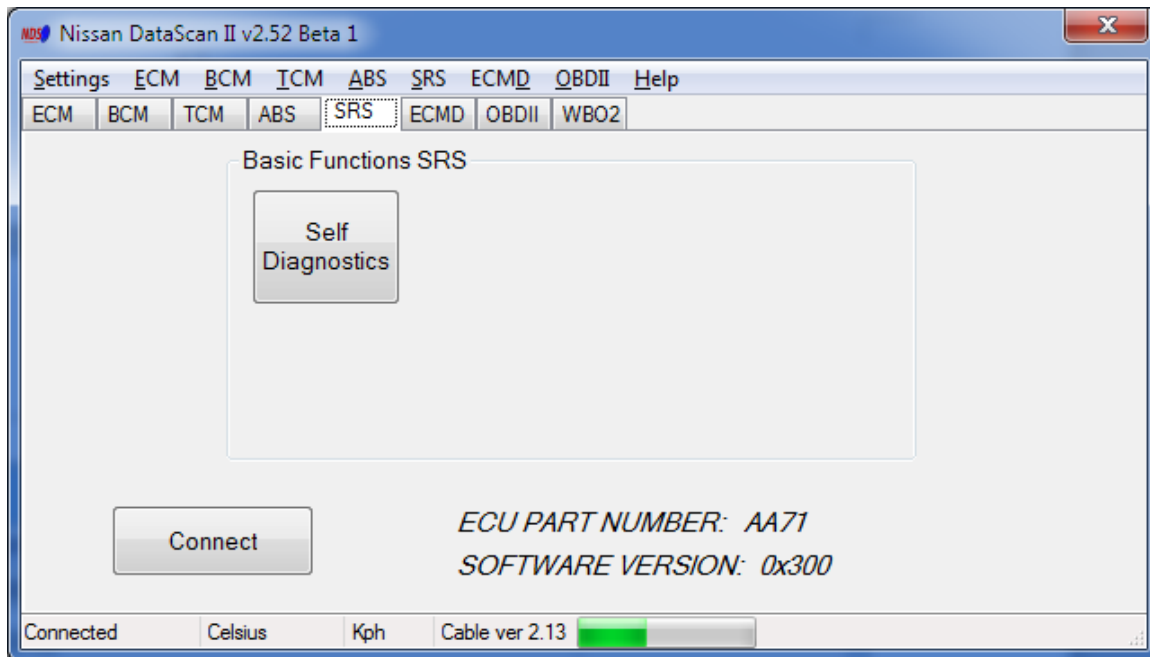 NDSI Nissan DataScan II v2.52 Beta 1
Settings ECM BCM TCM ABS SRS ECMD OBDII Help
ECM BCM TCM ABS SRS ECMD OBDII WBO2
Basic Functions SRS
Self
Diagnostics
Connect
ECU PART NUMBER: AA71
SOFTWARE VERSION: 0x300
Connected Celsius Kph Cable ver 2.13